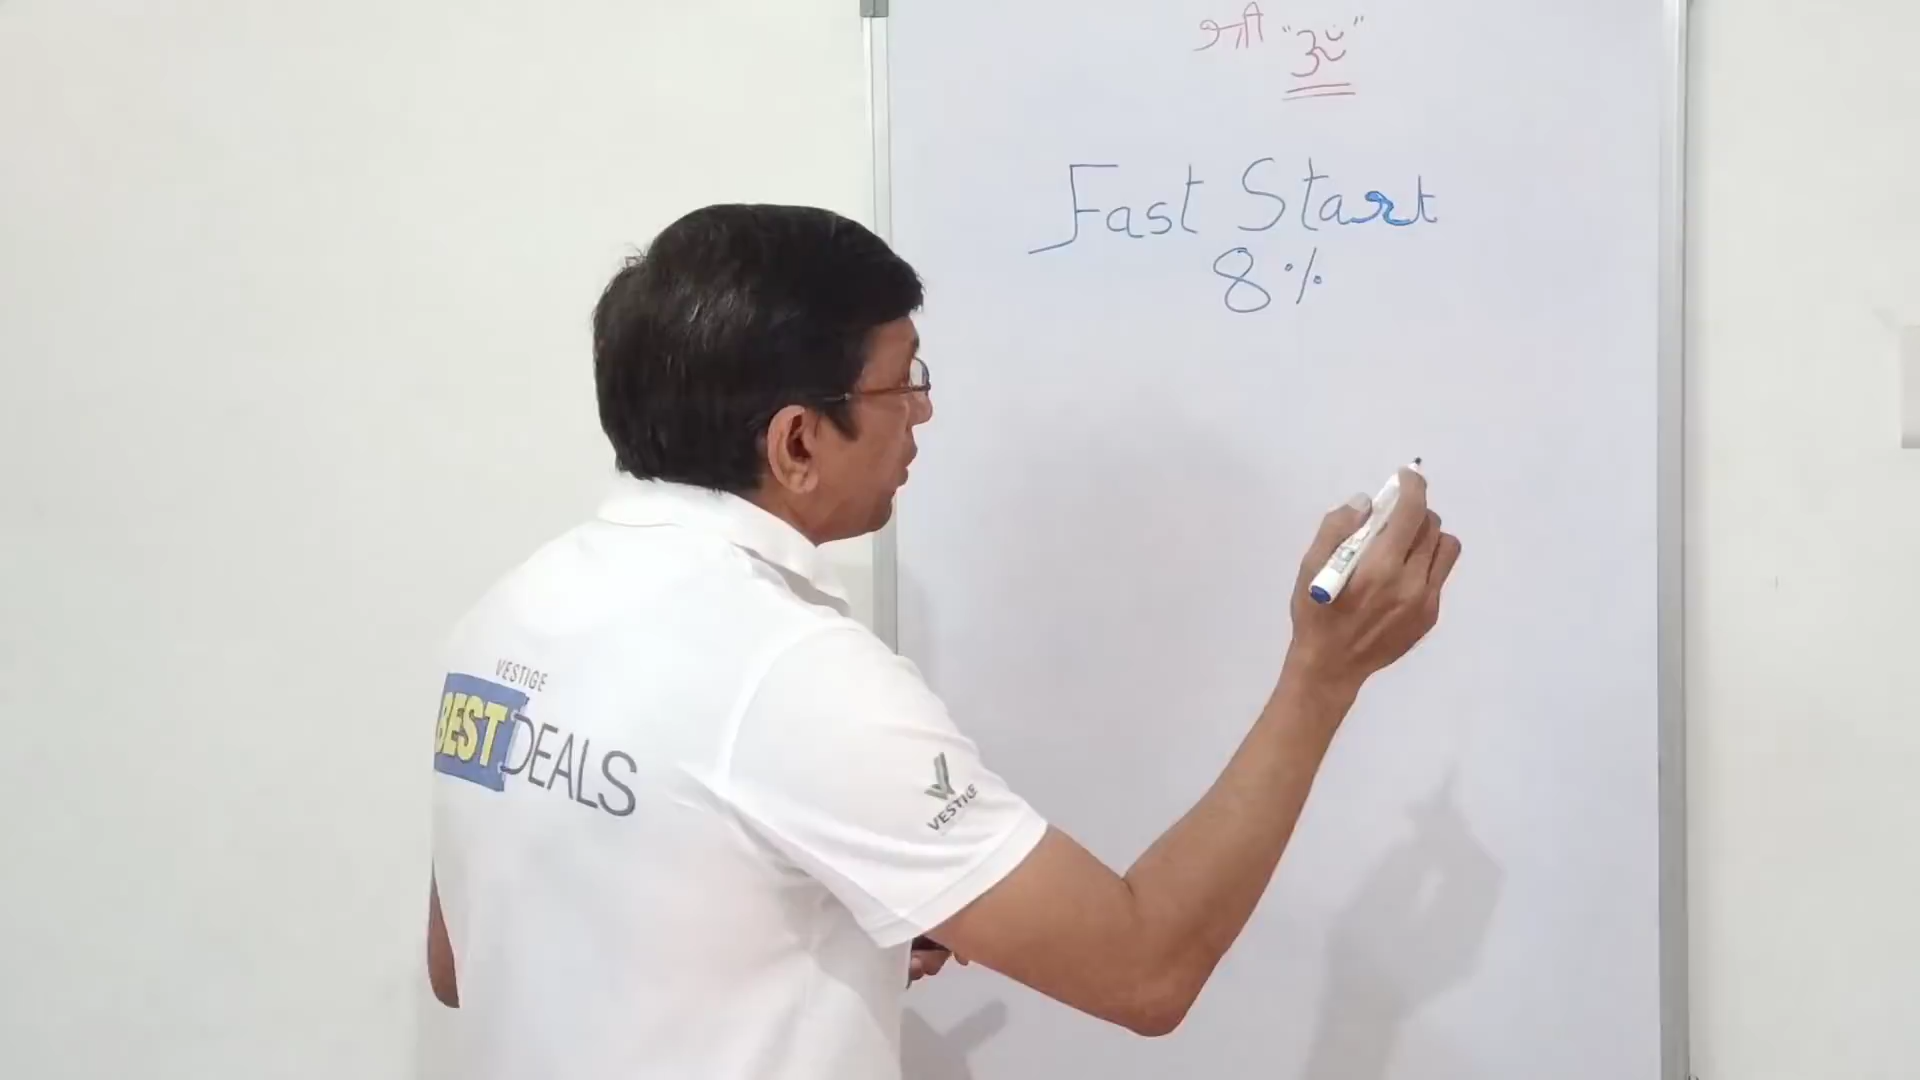 श्री "ॐ"
Fast Start
8%
VESTIGE
BEST DEALS
VESTIGE